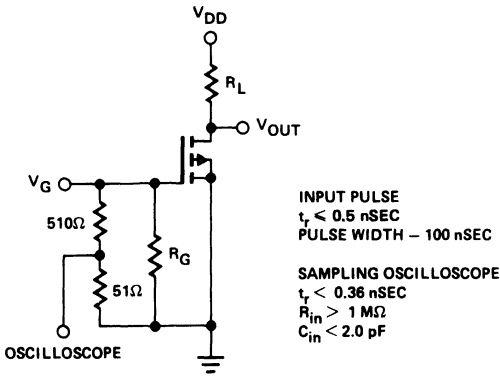 VDD
RL
VOUT
VG
510Ω
RG
51Ω
OSCILLOSCOPE
INPUT PULSE
tr ≤ 0.5 nSEC
PULSE WIDTH – 100 nSEC
SAMPLING OSCILLOSCOPE
tr < 0.36 nSEC
Rin > 1 MΩ
Cin < 2.0 pF